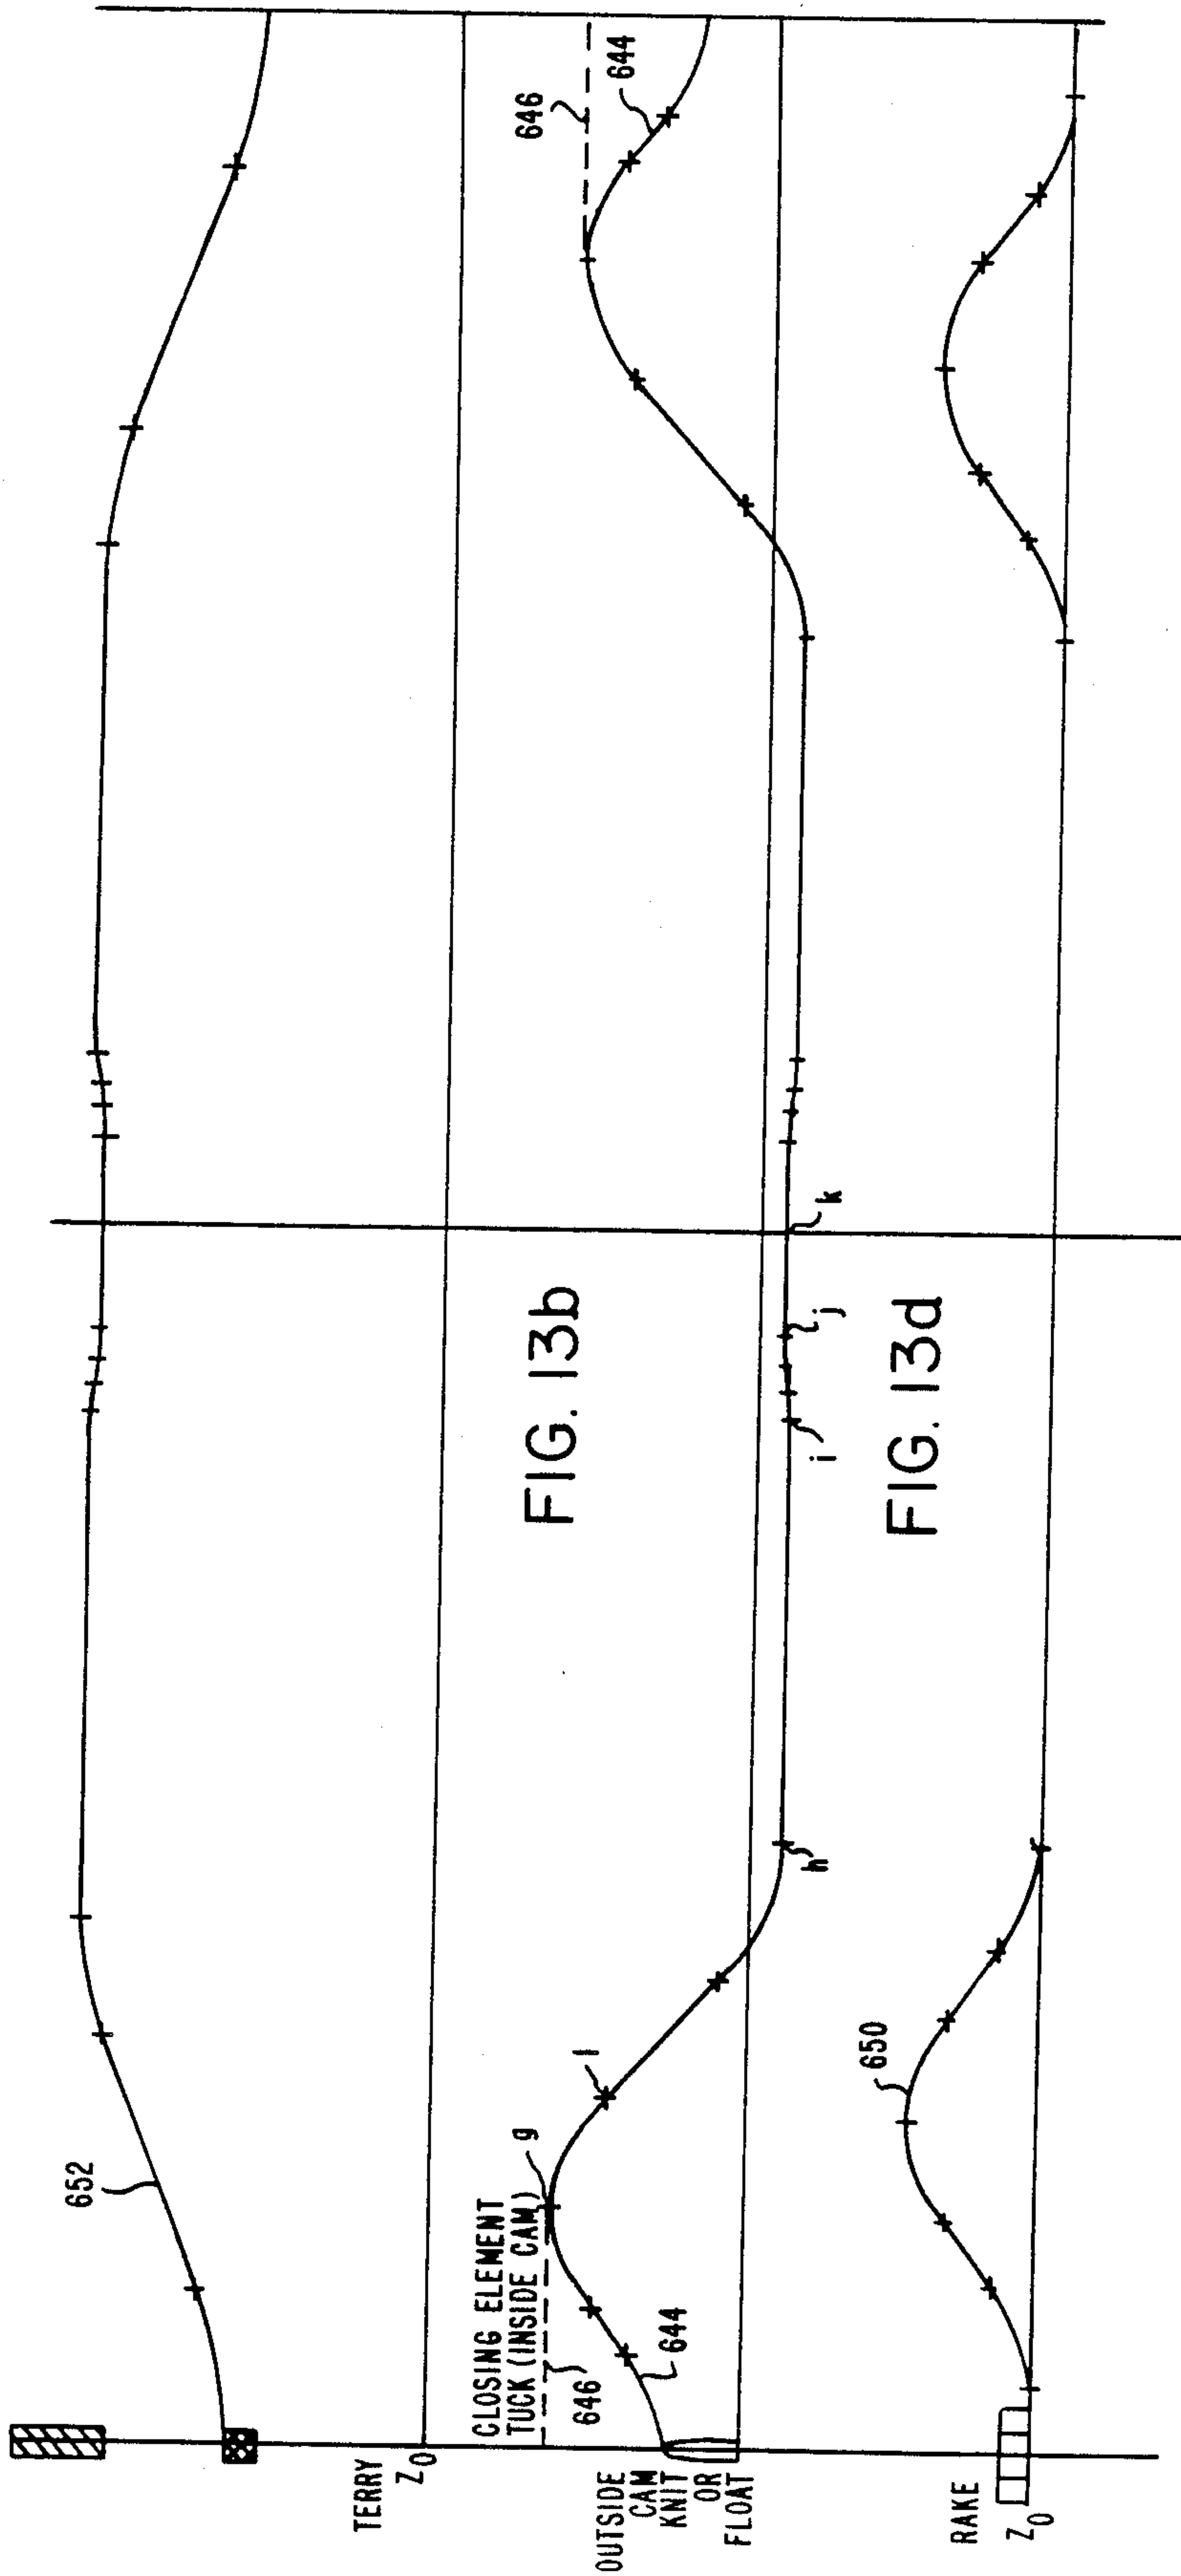 652
TERRY
Z0
FIG. 13b
646
644
CLOSING ELEMENT
TUCK (INSIDE CAM)
g
l
646
644
h
i
j
k
OUTSIDE
CAM
KNIT
OR
FLOAT
FIG. 13d
650
RAKE
Z0